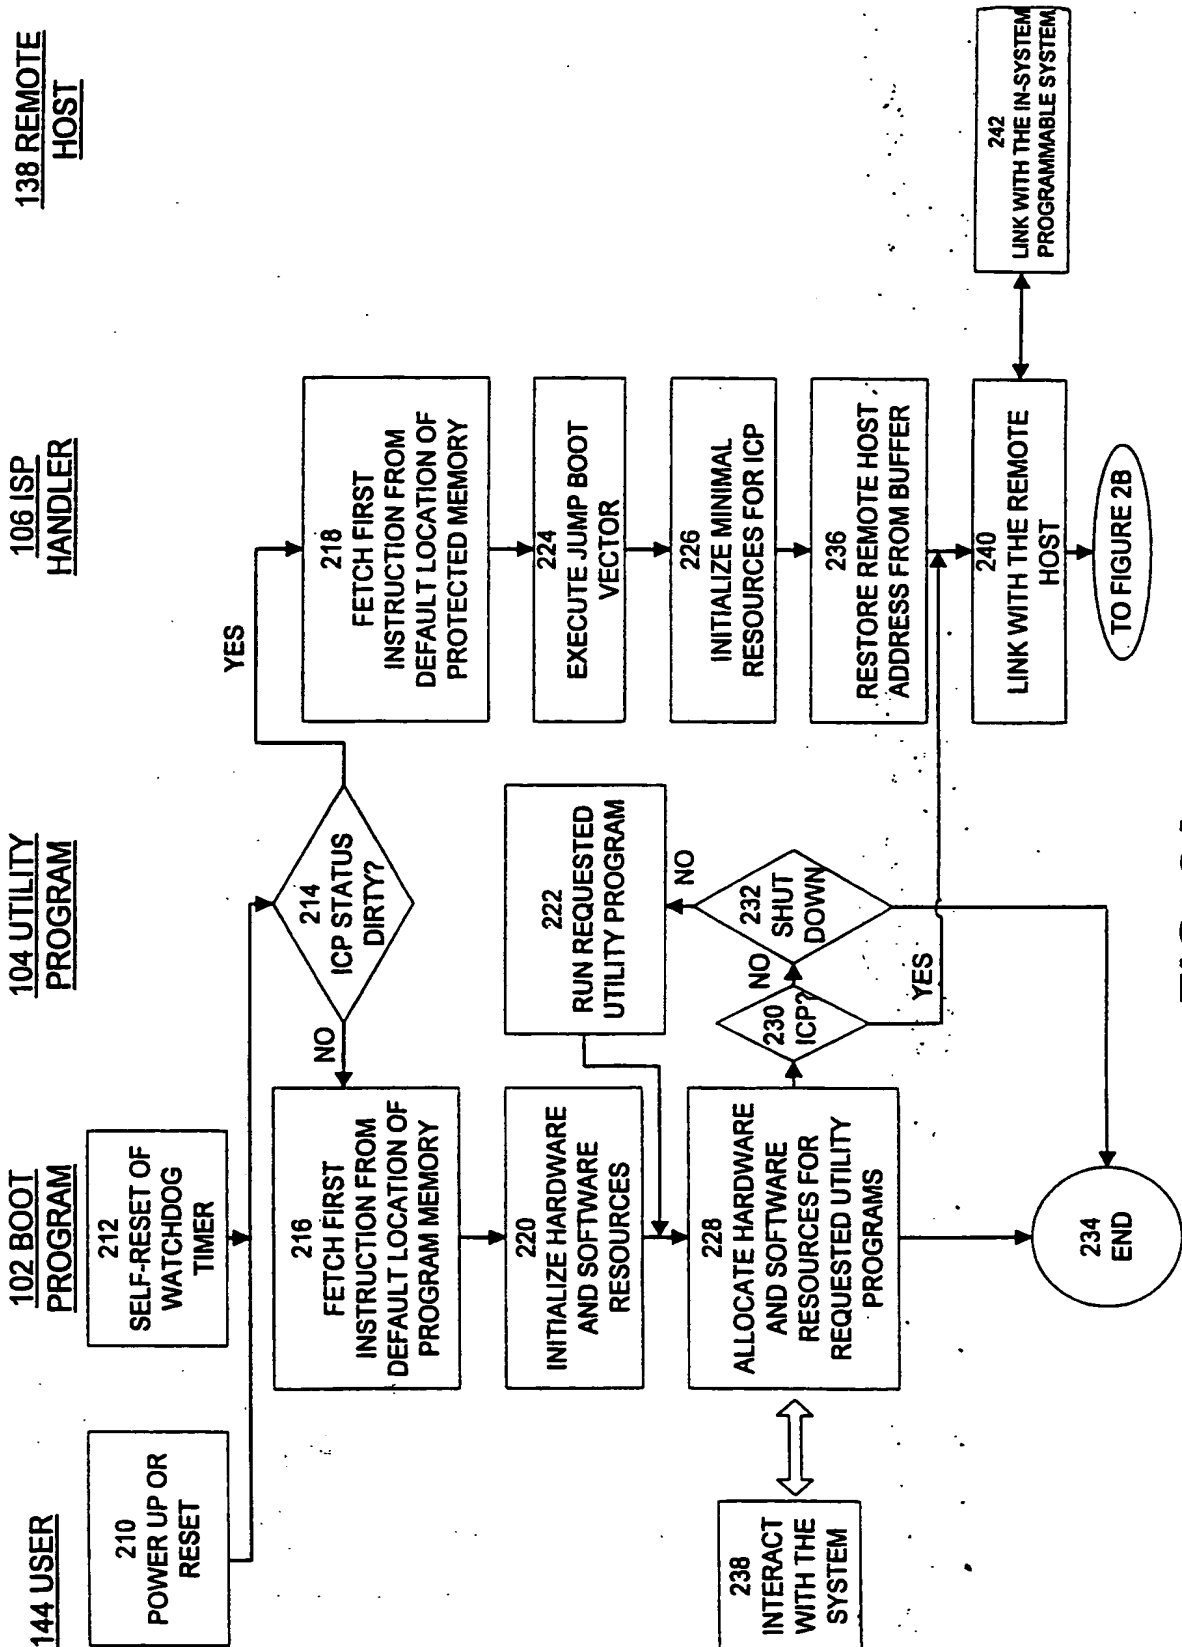 144 USER
102 BOOT
PROGRAM
104 UTILITY
PROGRAM
106 ISP
HANDLER
138 REMOTE
HOST
210
POWER UP OR
RESET
212
SELF-RESET OF
WATCHDOG
TIMER
214
ICP STATUS
DIRTY?
YES
NO
216
FETCH FIRST
INSTRUCTION FROM
DEFAULT LOCATION OF
PROGRAM MEMORY
218
FETCH FIRST
INSTRUCTION FROM
DEFAULT LOCATION OF
PROTECTED MEMORY
220
INITIALIZE HARDWARE
AND SOFTWARE
RESOURCES
222
RUN REQUESTED
UTILITY PROGRAM
224
EXECUTE JUMP BOOT
VECTOR
226
INITIALIZE MINIMAL
RESOURCES FOR ICP
238
INTERACT
WITH THE
SYSTEM
228
ALLOCATE HARDWARE
AND SOFTWARE
RESOURCES FOR
REQUESTED UTILITY
PROGRAMS
230
ICP?
NO
YES
232
SHUT
DOWN
NO
236
RESTORE REMOTE HOST
ADDRESS FROM BUFFER
240
LINK WITH THE REMOTE
HOST
242
LINK WITH THE IN-SYSTEM
PROGRAMMABLE SYSTEM
234
END
TO FIGURE 2B